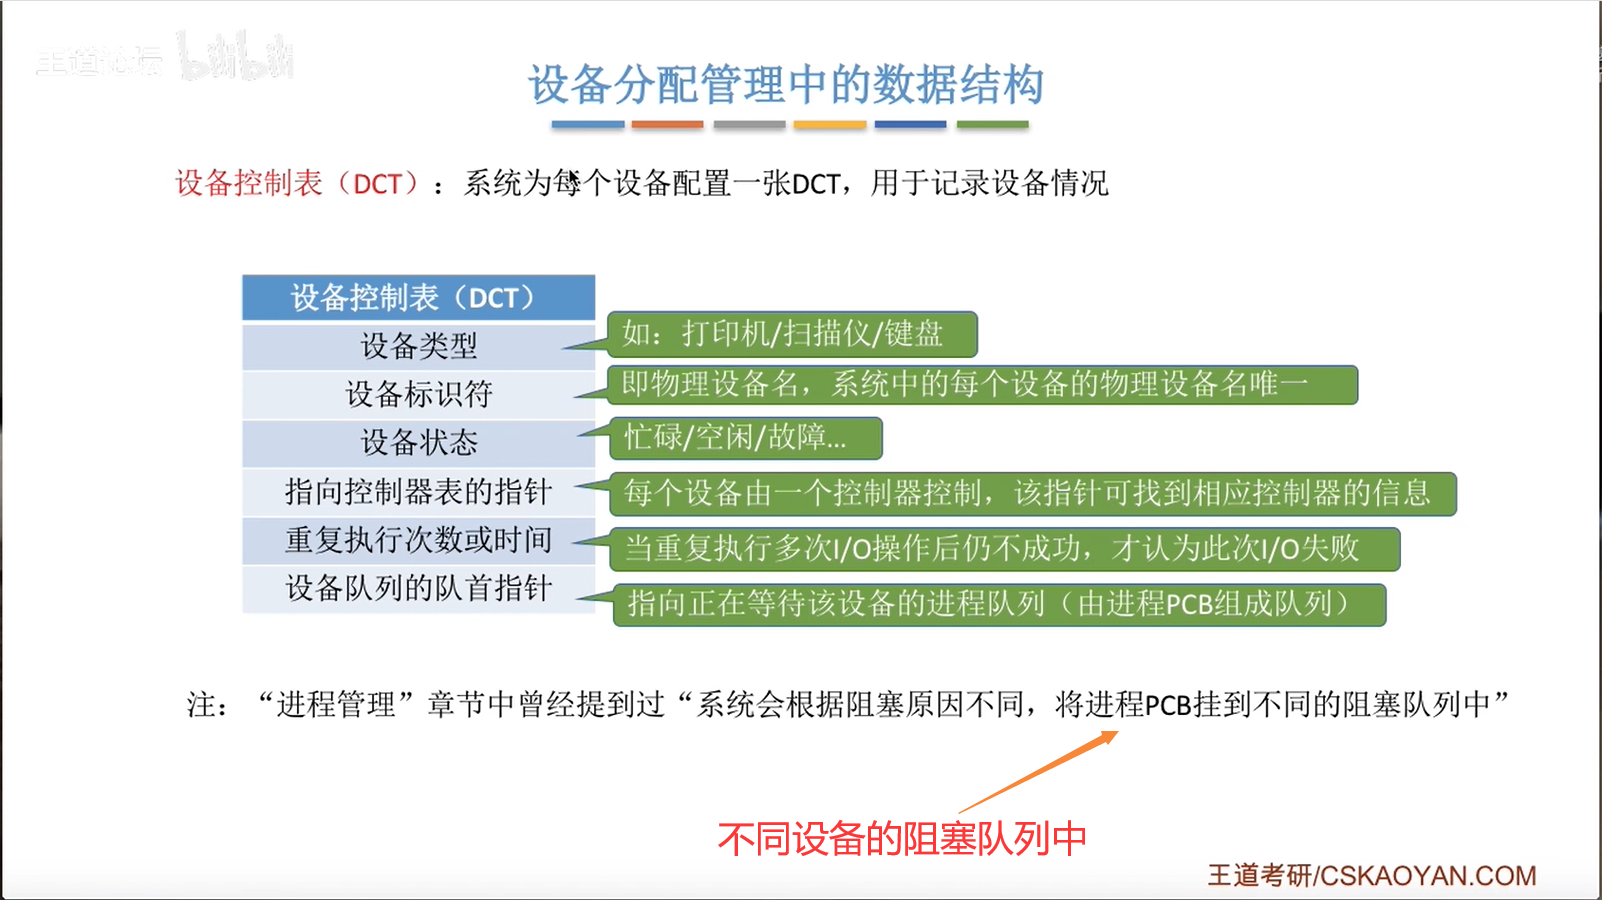 王道论坛 bilibili
设备分配管理中的数据结构
设备控制表（DCT）：系统为每个设备配置一张DCT，用于记录设备情况
设备控制表（DCT）
设备类型
如：打印机/扫描仪/键盘
设备标识符
即物理设备名，系统中的每个设备的物理设备名唯一
设备状态
忙碌/空闲/故障...
指向控制器表的指针
每个设备由一个控制器控制，该指针可找到相应控制器的信息
重复执行次数或时间
当重复执行多次I/O操作后仍不成功，才认为此次I/O失败
设备队列的队首指针
指向正在等待该设备的进程队列（由进程PCB组成队列）
注：“进程管理”章节中曾经提到过“系统会根据阻塞原因不同，将进程PCB挂到不同的阻塞队列中”
不同设备的阻塞队列中
王道考研/CSKAOYAN.COM